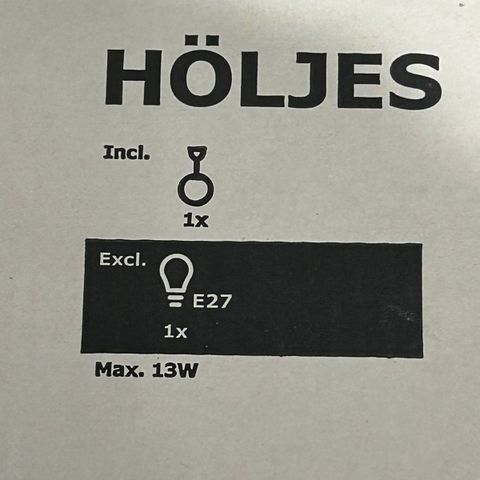 HÖLJES
Incl.
1x
Excl.
E27
1x
Max. 13W